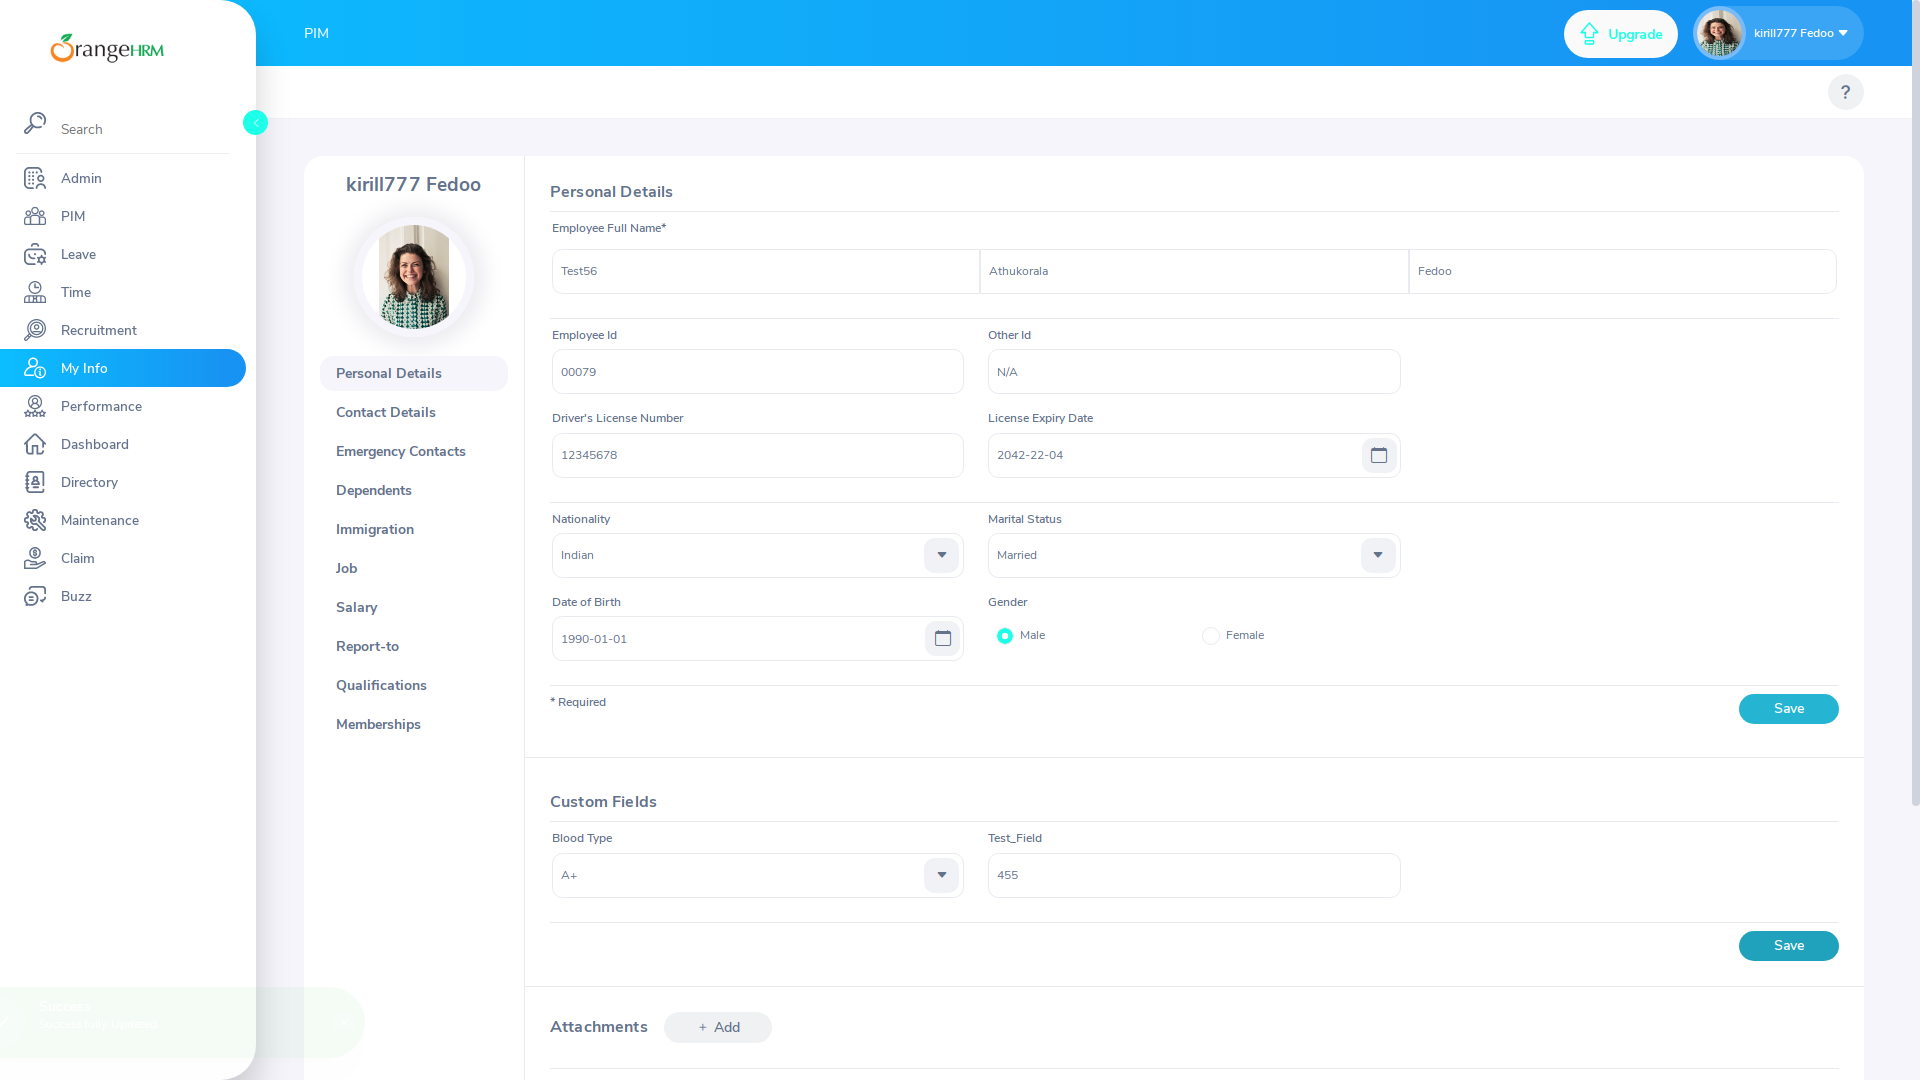 OrangeHRM
Search
Admin
PIM
Leave
Time
Recruitment
My Info
Performance
Dashboard
Directory
Maintenance
Claim
Buzz
PIM
Upgrade
kirill777 Fedoo
?
kirill777 Fedoo
Personal Details
Contact Details
Emergency Contacts
Dependents
Immigration
Job
Salary
Report-to
Qualifications
Memberships
Personal Details
Employee Full Name*
Test56
Athukorala
Fedoo
Employee Id
Other Id
00079
N/A
Driver's License Number
License Expiry Date
12345678
2042-22-04
Nationality
Marital Status
Indian
Married
Date of Birth
Gender
1990-01-01
Male
Female
* Required
Save
Custom Fields
Blood Type
Test_Field
A+
455
Save
Attachments
+ Add
Success
Successfully Updated